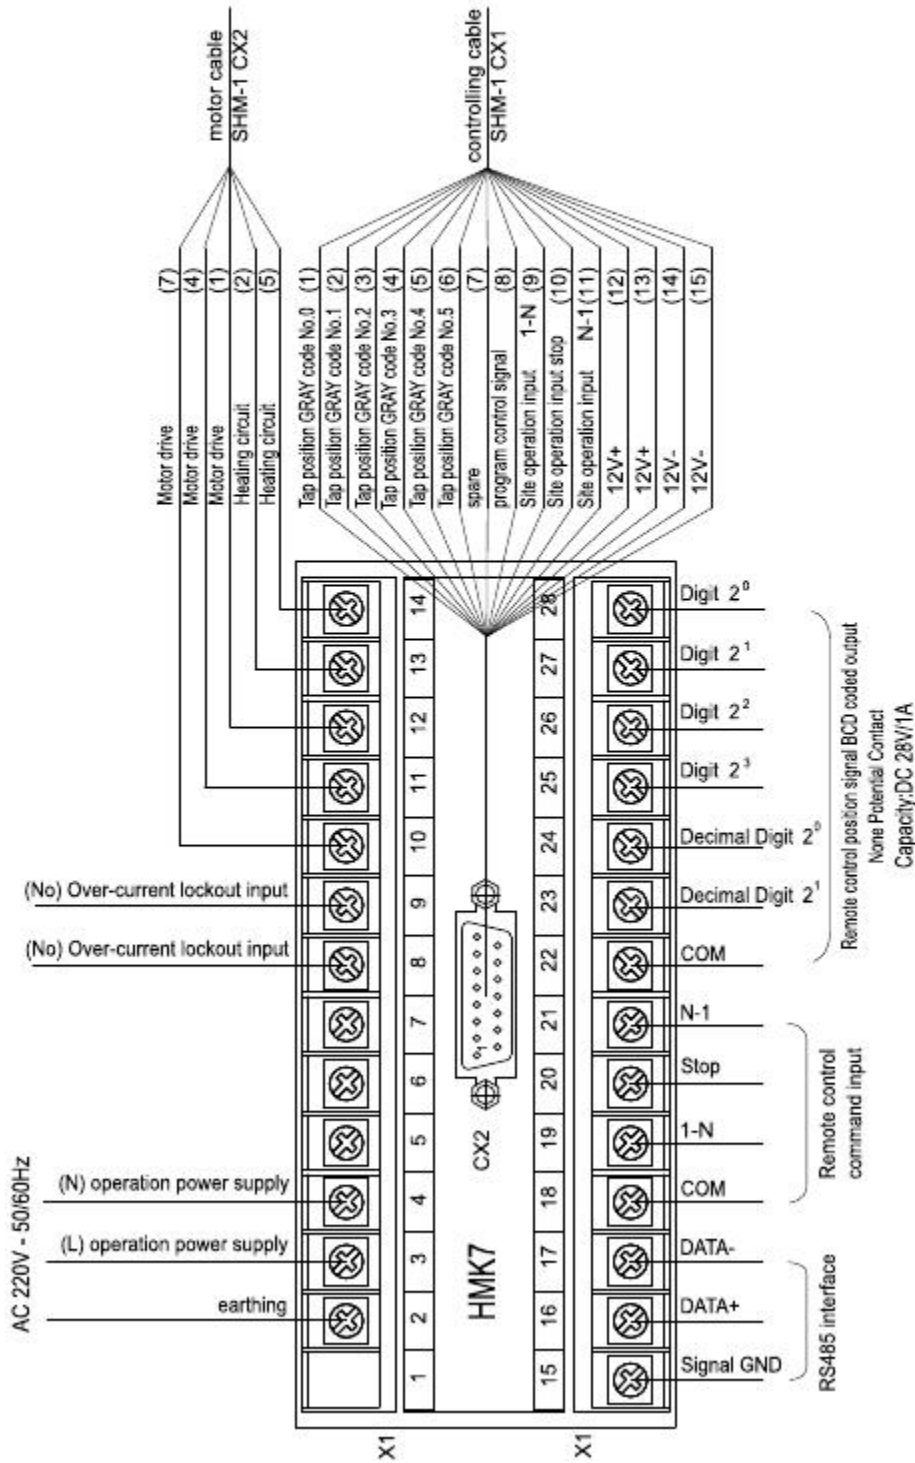 motor cable
SHM-1 CX2
controlling cable
SHM-1 CX1
(7)
(4)
(1)
(2)
(5)
Motor drive
Motor drive
Motor drive
Heating circuit
Heating circuit
Tap position GRAY code No.0 (1)
Tap position GRAY code No.1 (2)
Tap position GRAY code No.2 (3)
Tap position GRAY code No.3 (4)
Tap position GRAY code No.4 (5)
Tap position GRAY code No.5 (6)
spare (7)
program control signal (8)
Site operation input 1-N (9)
Site operation input stop (10)
Site operation input N-1 (11)
12V+ (12)
12V+ (13)
12V- (14)
12V- (15)
14
13
12
11
10
9
8
7
6
5
4
3
2
1
28
27
26
25
24
23
22
21
20
19
18
17
16
15
(No) Over-current lockout input
(No) Over-current lockout input
AC 220V - 50/60Hz
(N) operation power supply
(L) operation power supply
earthing
1
CX2
HMK7
X1
X1
Digit 2⁰
Digit 2¹
Digit 2²
Digit 2³
Decimal Digit 2⁰
Decimal Digit 2¹
COM
Remote control position signal BCD coded output
None Potential Contact
Capacity:DC 28V/1A
N-1
Stop
1-N
COM
Remote control
command input
DATA-
DATA+
Signal GND
RS485 interface